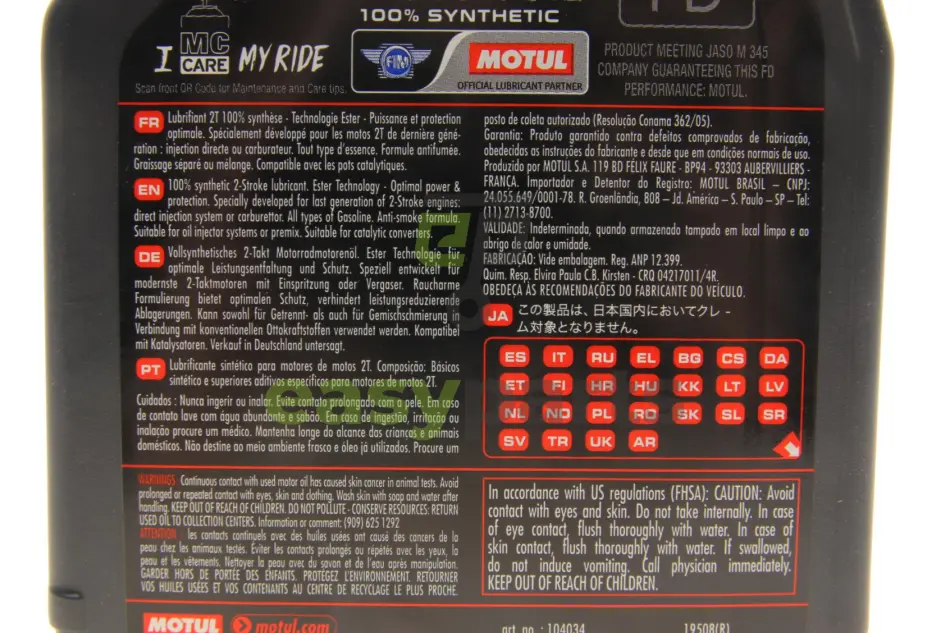 100% SYNTHETIC
FD
I MC CARE MY RIDE
Scan front QR Code for Maintenance and Care tips.
FIM
MOTUL
OFFICIAL LUBRICANT PARTNER
PRODUCT MEETING JASO M 345
COMPANY GUARANTEEING THIS FD
PERFORMANCE: MOTUL.
FR Lubrifiant 2T 100% synthèse - Technologie Ester - Puissance et protection
optimale. Spécialement développé pour les motos 2T de dernière géné-
ration : injection directe ou carburateur. Tout type d'essence. Formule antifumée.
Graissage séparé ou mélange. Compatible avec les pots catalytiques.
EN 100% synthetic 2-Stroke lubricant. Ester Technology - Optimal power &
protection. Specially developed for last generation of 2-Stroke engines:
direct injection system or carburettor. All types of Gasoline. Anti-smoke formula.
Suitable for oil injector systems or premix. Suitable for catalytic converters.
DE Vollsynthetisches 2-Takt Motorradmotorenöl. Ester Technologie für
optimale Leistungsentfaltung und Schutz. Speziell entwickelt für
modernste 2-Taktmotoren mit Einspritzung oder Vergaser. Raucharme
Formulierung bietet optimalen Schutz, verhindert leistungsreduzierende
Ablagerungen. Kann sowohl für Getrennt- als auch für Gemischschmierung in
Verbindung mit konventionellen Ottokraftstoffen verwendet werden. Kompatibel
mit Katalysatoren. Verkauf in Deutschland untersagt.
PT Lubrificante sintético para motores de motos 2T. Composição: Básicos
sintético e superiores aditivos específicos para motores de motos 2T.
Cuidados : Nunca ingerir ou inalar. Evite contato prolongado com a pele. Em caso
de contato lave com água abundante e sabão. Em caso de ingestão, irritação ou
inalação procure um médico. Mantenha longe do alcance das crianças e animais
domésticos. Não destine ao meio ambiente frasco e óleo já utilizados. Procure um
posto de coleta autorizado (Resolução Conama 362/05).
Garantia: Produto garantido contra defeitos comprovados de fabricação,
obedecidas as instruções do fabricante e desde que em condições normais de uso.
Produzido por MOTUL S.A. 119 BD FÉLIX FAURE - BP94 - 93303 AUBERVILLIERS -
FRANÇA. Importador e Detentor do Registro: MOTUL BRASIL – CNPJ:
24.055.649/0001-78. R. Groenlândia, 808 – Jd. América – S. Paulo – SP – Tel:
(11) 2713-8700.
VALIDADE: Indeterminada, quando armazenado tampado em local limpo e ao
abrigo de calor e umidade.
FABRICAÇÃO: Vide embalagem. Reg. ANP 12.399.
Quim. Resp. Elvira Paula C.B. Kirsten - CRQ 04217011/4R.
OBEDEÇA ÀS RECOMENDAÇÕES DO FABRICANTE DO VEÍCULO.
JA この製品は、日本国内においてクレ -
ム対象となりません。
ES IT RU EL BG CS DA
ET FI HR HU KK LT LV
NL NO PL RO SK SL SR
SV TR UK AR
easyparts
WARNINGS Continuous contact with used motor oil has caused skin cancer in animal tests. Avoid
prolonged or repeated contact with eyes, skin and clothing. Wash skin with soap and water after
handling. KEEP OUT OF REACH OF CHILDREN. DO NOT POLLUTE - CONSERVE RESOURCES: RETURN
USED OIL TO COLLECTION CENTERS. Information or comment: (909) 625 1292
ATTENTION les contacts continuels avec des huiles usées ont causé des cancers de la
peau chez les animaux testés. Eviter les contacts prolongés ou répétés avec les yeux, la
peau et les vêtements. Nettoyer la peau avec du savon et de l'eau après manipulation.
GARDER HORS DE PORTÉE DES ENFANTS. PROTÉGEZ L'ENVIRONNEMENT. RETOURNER
VOS HUILES USÉES ET VOS CONTENANTS AU CENTRE DE RECYCLAGE LE PLUS PROCHE.
In accordance with US regulations (FHSA): CAUTION: Avoid
contact with eyes and skin. Do not take internally. In case
of eye contact, flush thoroughly with water. In case of
skin contact, flush thoroughly with water. If swallowed,
do not induce vomiting. Call physician immediately.
KEEP OUT OF REACH OF CHILDREN.
MOTUL motul.com
art. no. : 104034
19508(R)